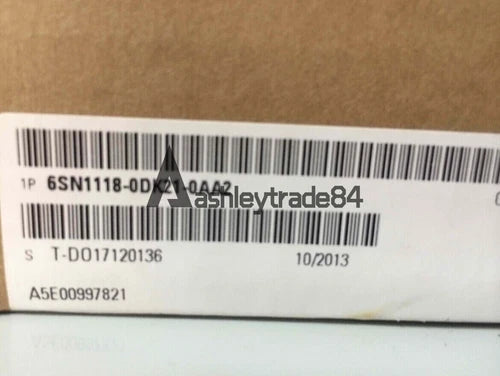 1P 6SN1118-0DK21-0AA2
ashleytrade84
S T-DO17120136 10/2013
A5E00997821